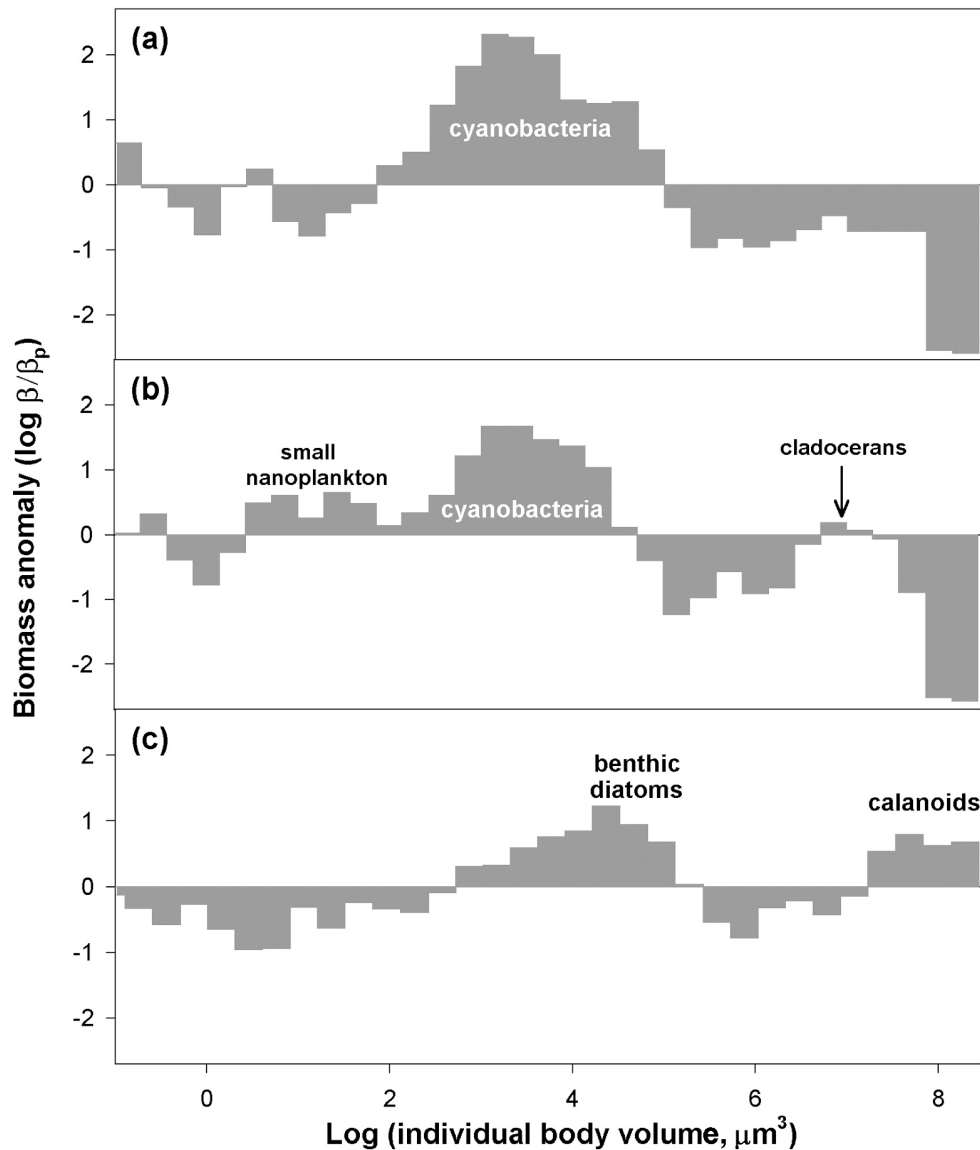 (a)
2
1
0
-1
-2
cyanobacteria
(b)
2
1
0
-1
-2
small
nanoplankton
cyanobacteria
cladocerans
(c)
2
1
0
-1
-2
benthic
diatoms
calanoids
0 2 4 6 8
Log (individual body volume, μm³)
Biomass anomaly (log β/βₚ)